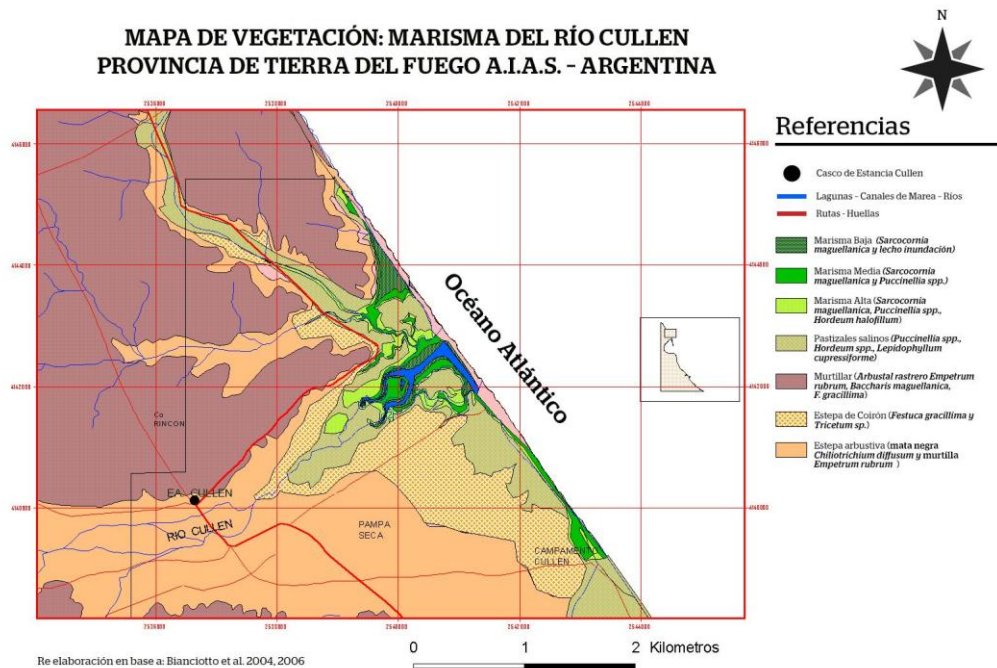 MAPA DE VEGETACIÓN: MARISMA DEL RÍO CULLEN
PROVINCIA DE TIERRA DEL FUEGO A.I.A.S. - ARGENTINA
N
Referencias
Casco de Estancia Cullen
Lagunas - Canales de Marea - Ríos
Rutas - Huellas
Marisma Baja (Sarcocornía
maguellanica y lecho inundación)
Marisma Media (Sarcocornía
maguellanica y Puccinellia spp.)
Marisma Alta (Sarcocornía
maguellanica, Puccinellia spp.,
Hordeum halofillum)
Pastizales salinos (Puccinellia spp.,
Hordeum spp., Lepidophyllum
cupressiforme)
Murtillar (Arbustal rastrero Empetrum
rubrum, Baccharis maguellanica,
F. gracillima)
Estepa de Coirón (Festuca gracillima y
Tricetum sp.)
Estepa arbustiva (mata negra
Chiliotrichium diffusum y murtilla
Empetrum rubrum )
Océano Atlántico
Co
RINCON
EA. CULLEN
RIO CULLEN
PAMPA
SECA
CAMPAMENTO
CULLEN
0 1 2 Kilometros
Re elaboración en base a: Bianciotto et al. 2004, 2006